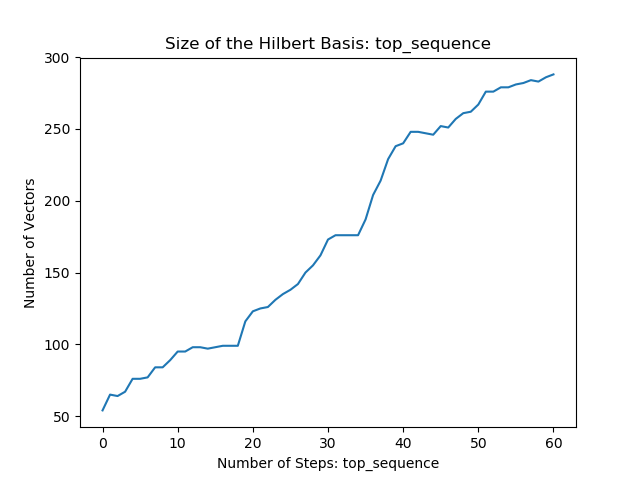 Size of the Hilbert Basis: top_sequence
300
250
200
150
100
50
Number of Vectors
0 10 20 30 40 50 60
Number of Steps: top_sequence